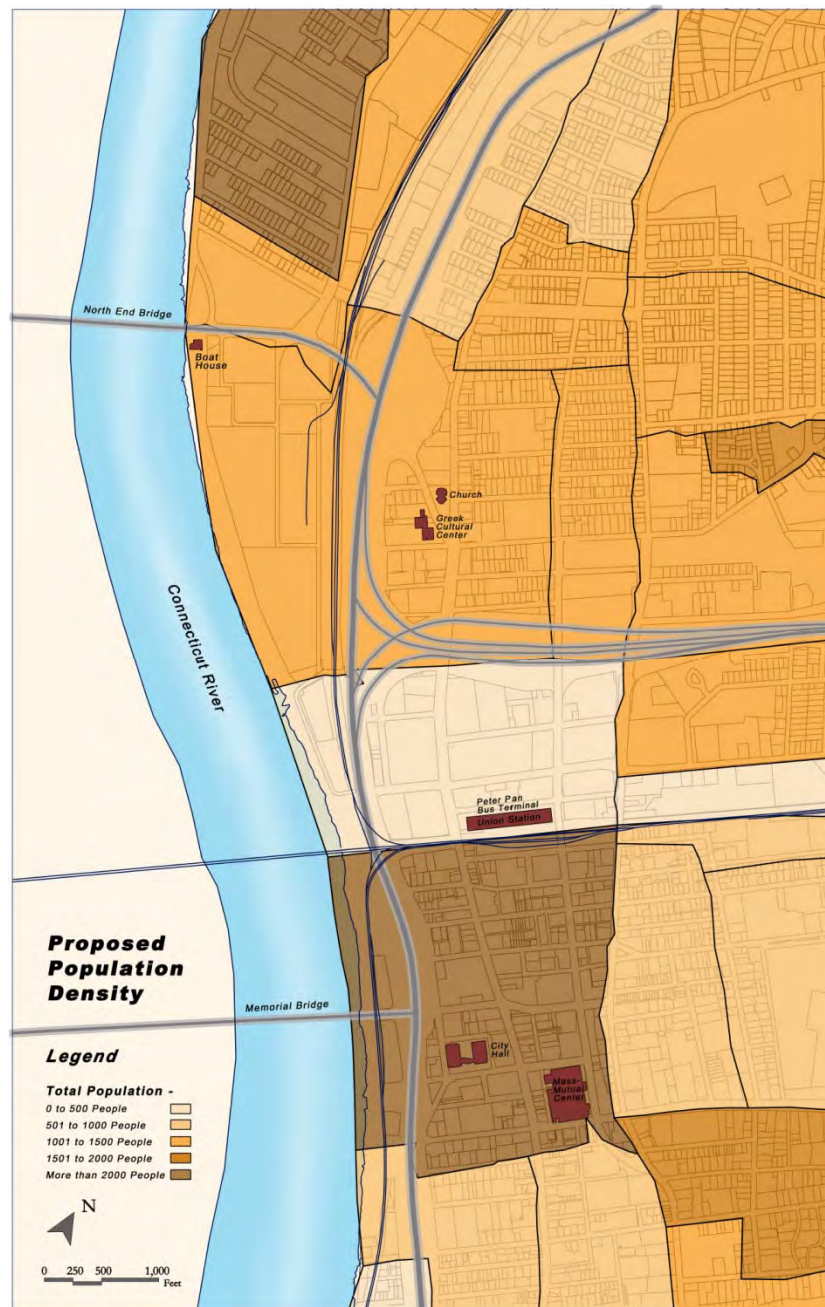 North End Bridge
Boat
House
Church
Greek
Cultural
Center
Connecticut River
Peter Pan
Bus Terminal
Union Station
Proposed
Population
Density
Memorial Bridge
City
Hall
Mass-
Mutual
Center
Legend
Total Population -
0 to 500 People
501 to 1000 People
1001 to 1500 People
1501 to 2000 People
More than 2000 People
N
0 250 500 1,000
Feet